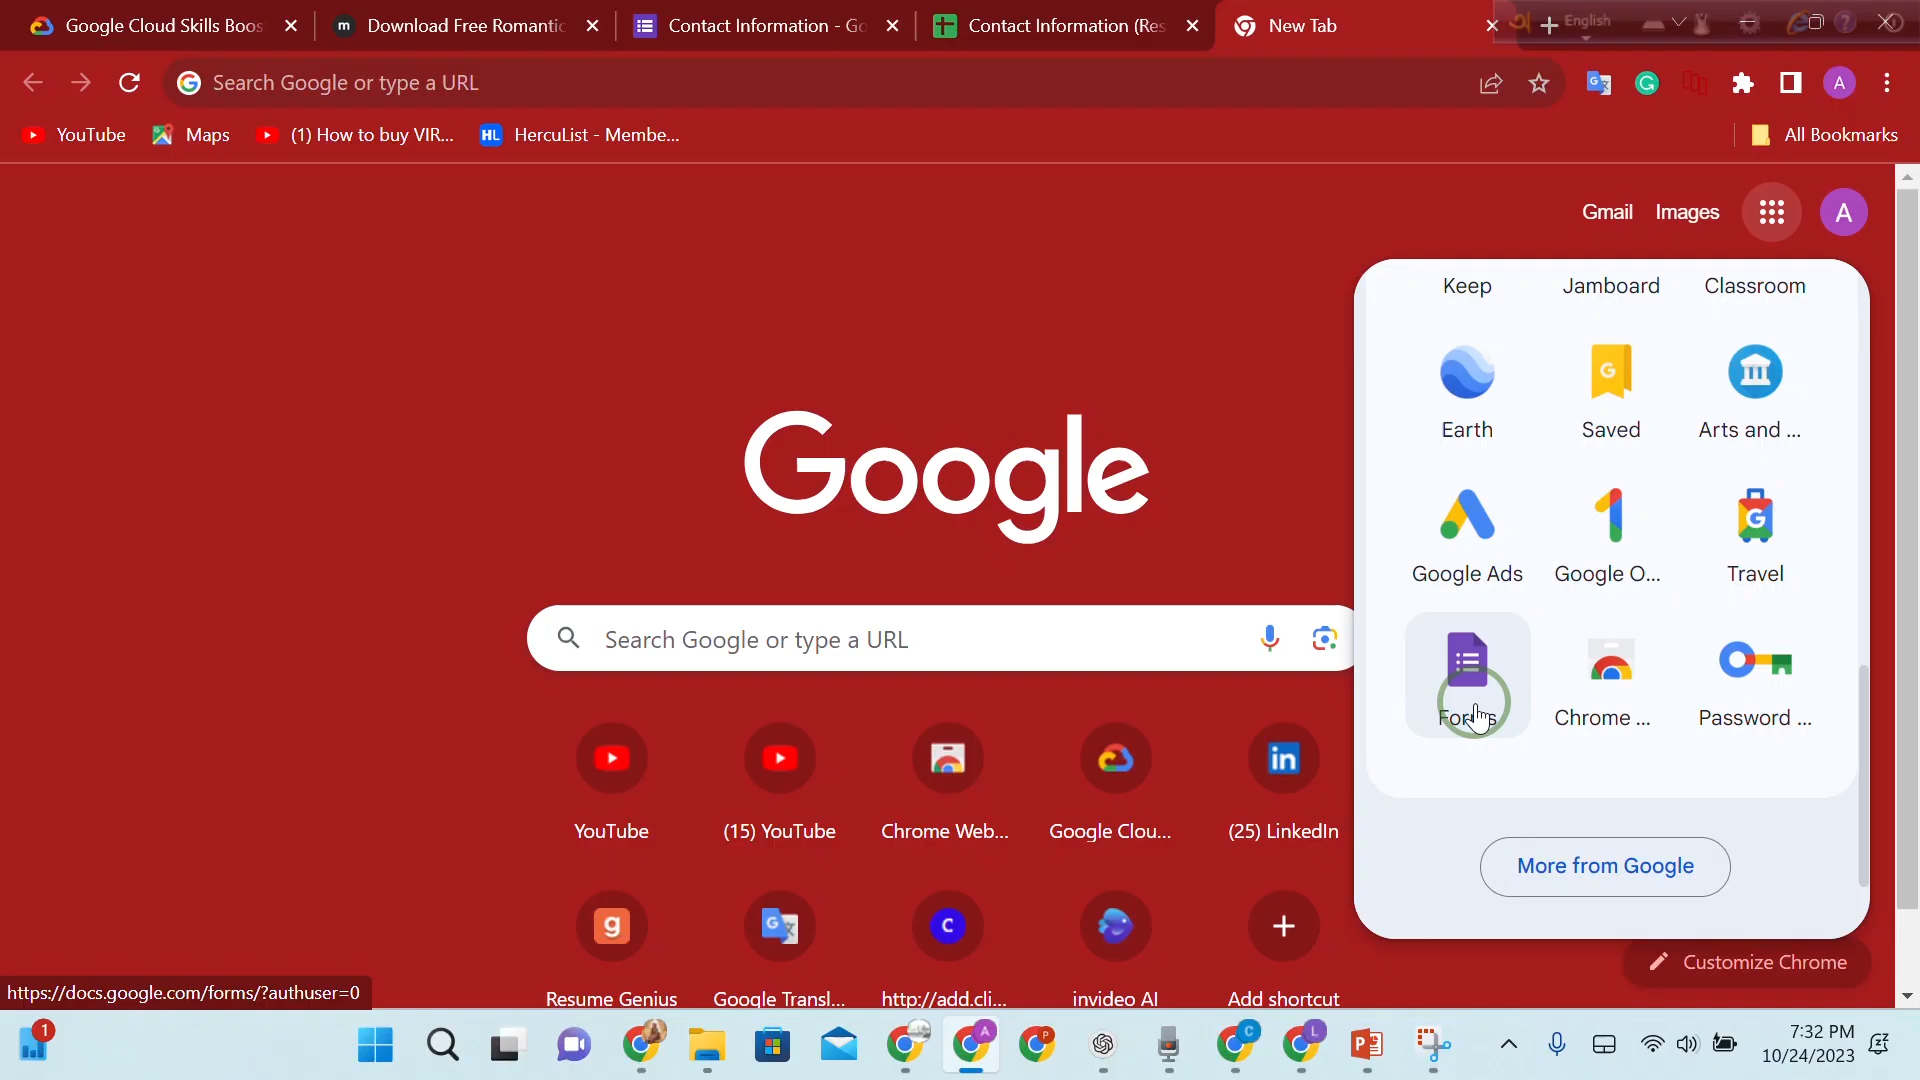 Google Cloud Skills Boos
m Download Free Romantic
Contact Information - Go
Contact Information (Res
New Tab
English
Search Google or type a URL
A
YouTube
Maps
(1) How to buy VIR...
HL HercuList - Membe...
All Bookmarks
Gmail
Images
A
Keep
Jamboard
Classroom
Earth
Saved
Arts and ...
Google Ads
Google O...
Travel
Forms
Chrome ...
Password ...
More from Google
Google
Search Google or type a URL
YouTube
(15) YouTube
Chrome Web...
Google Clou...
(25) LinkedIn
Resume Genius
Google Transl...
http://add.cli...
invideo AI
Add shortcut
Customize Chrome
https://docs.google.com/forms/?authuser=0
1
7:32 PM
10/24/2023